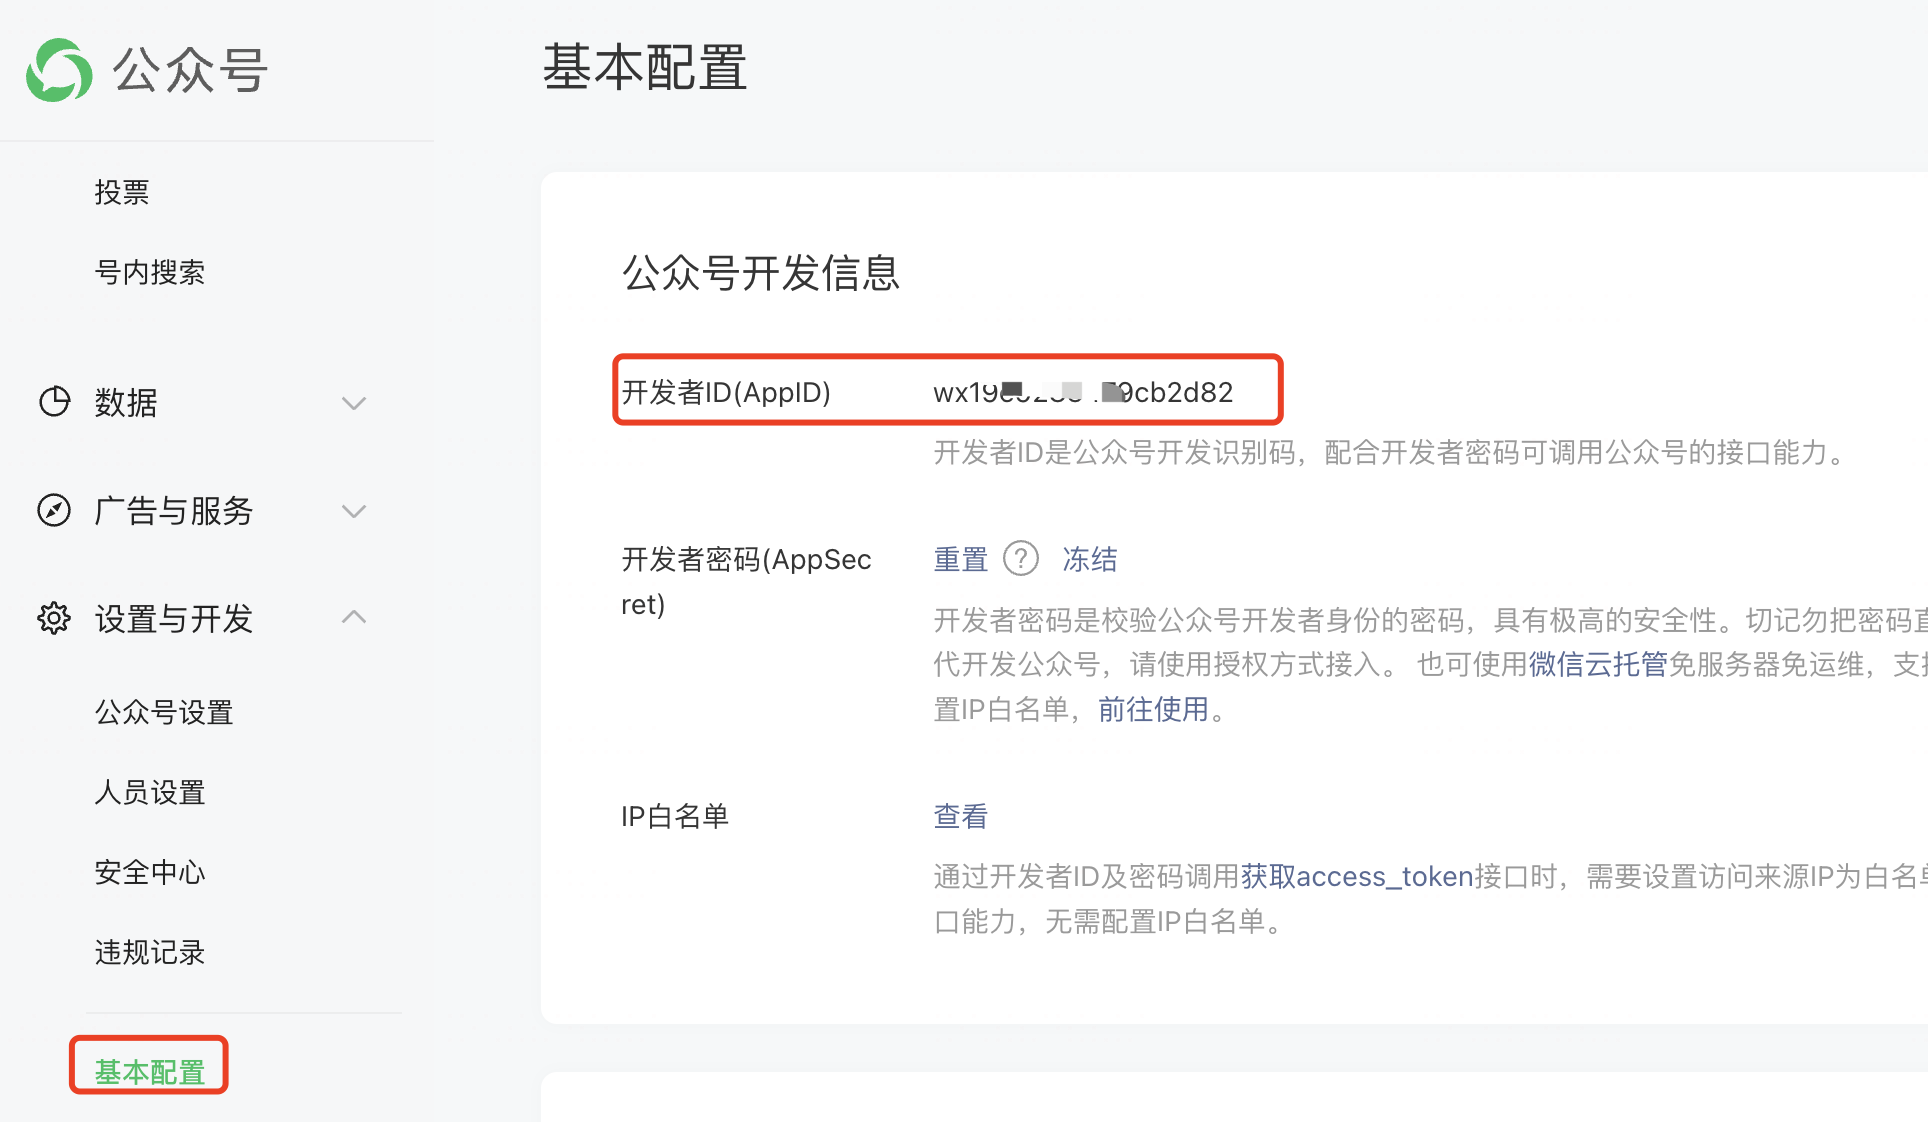 公众号
投票
号内搜索
数据
广告与服务
设置与开发
公众号设置
人员设置
安全中心
违规记录
基本配置
基本配置
公众号开发信息
开发者ID(AppID)
开发者ID是公众号开发识别码，配合开发者密码可调用公众号的接口能力。
开发者密码(AppSec
ret)
重置 ? 冻结
开发者密码是校验公众号开发者身份的密码，具有极高的安全性。切记勿把密码
代开发公众号，请使用授权方式接入。 也可使用微信云托管免服务器免运维，
置IP白名单，前往使用。
IP白名单
查看
通过开发者ID及密码调用获取access_token接口时，需要设置访问来源IP为白名
口能力，无需配置IP白名单。